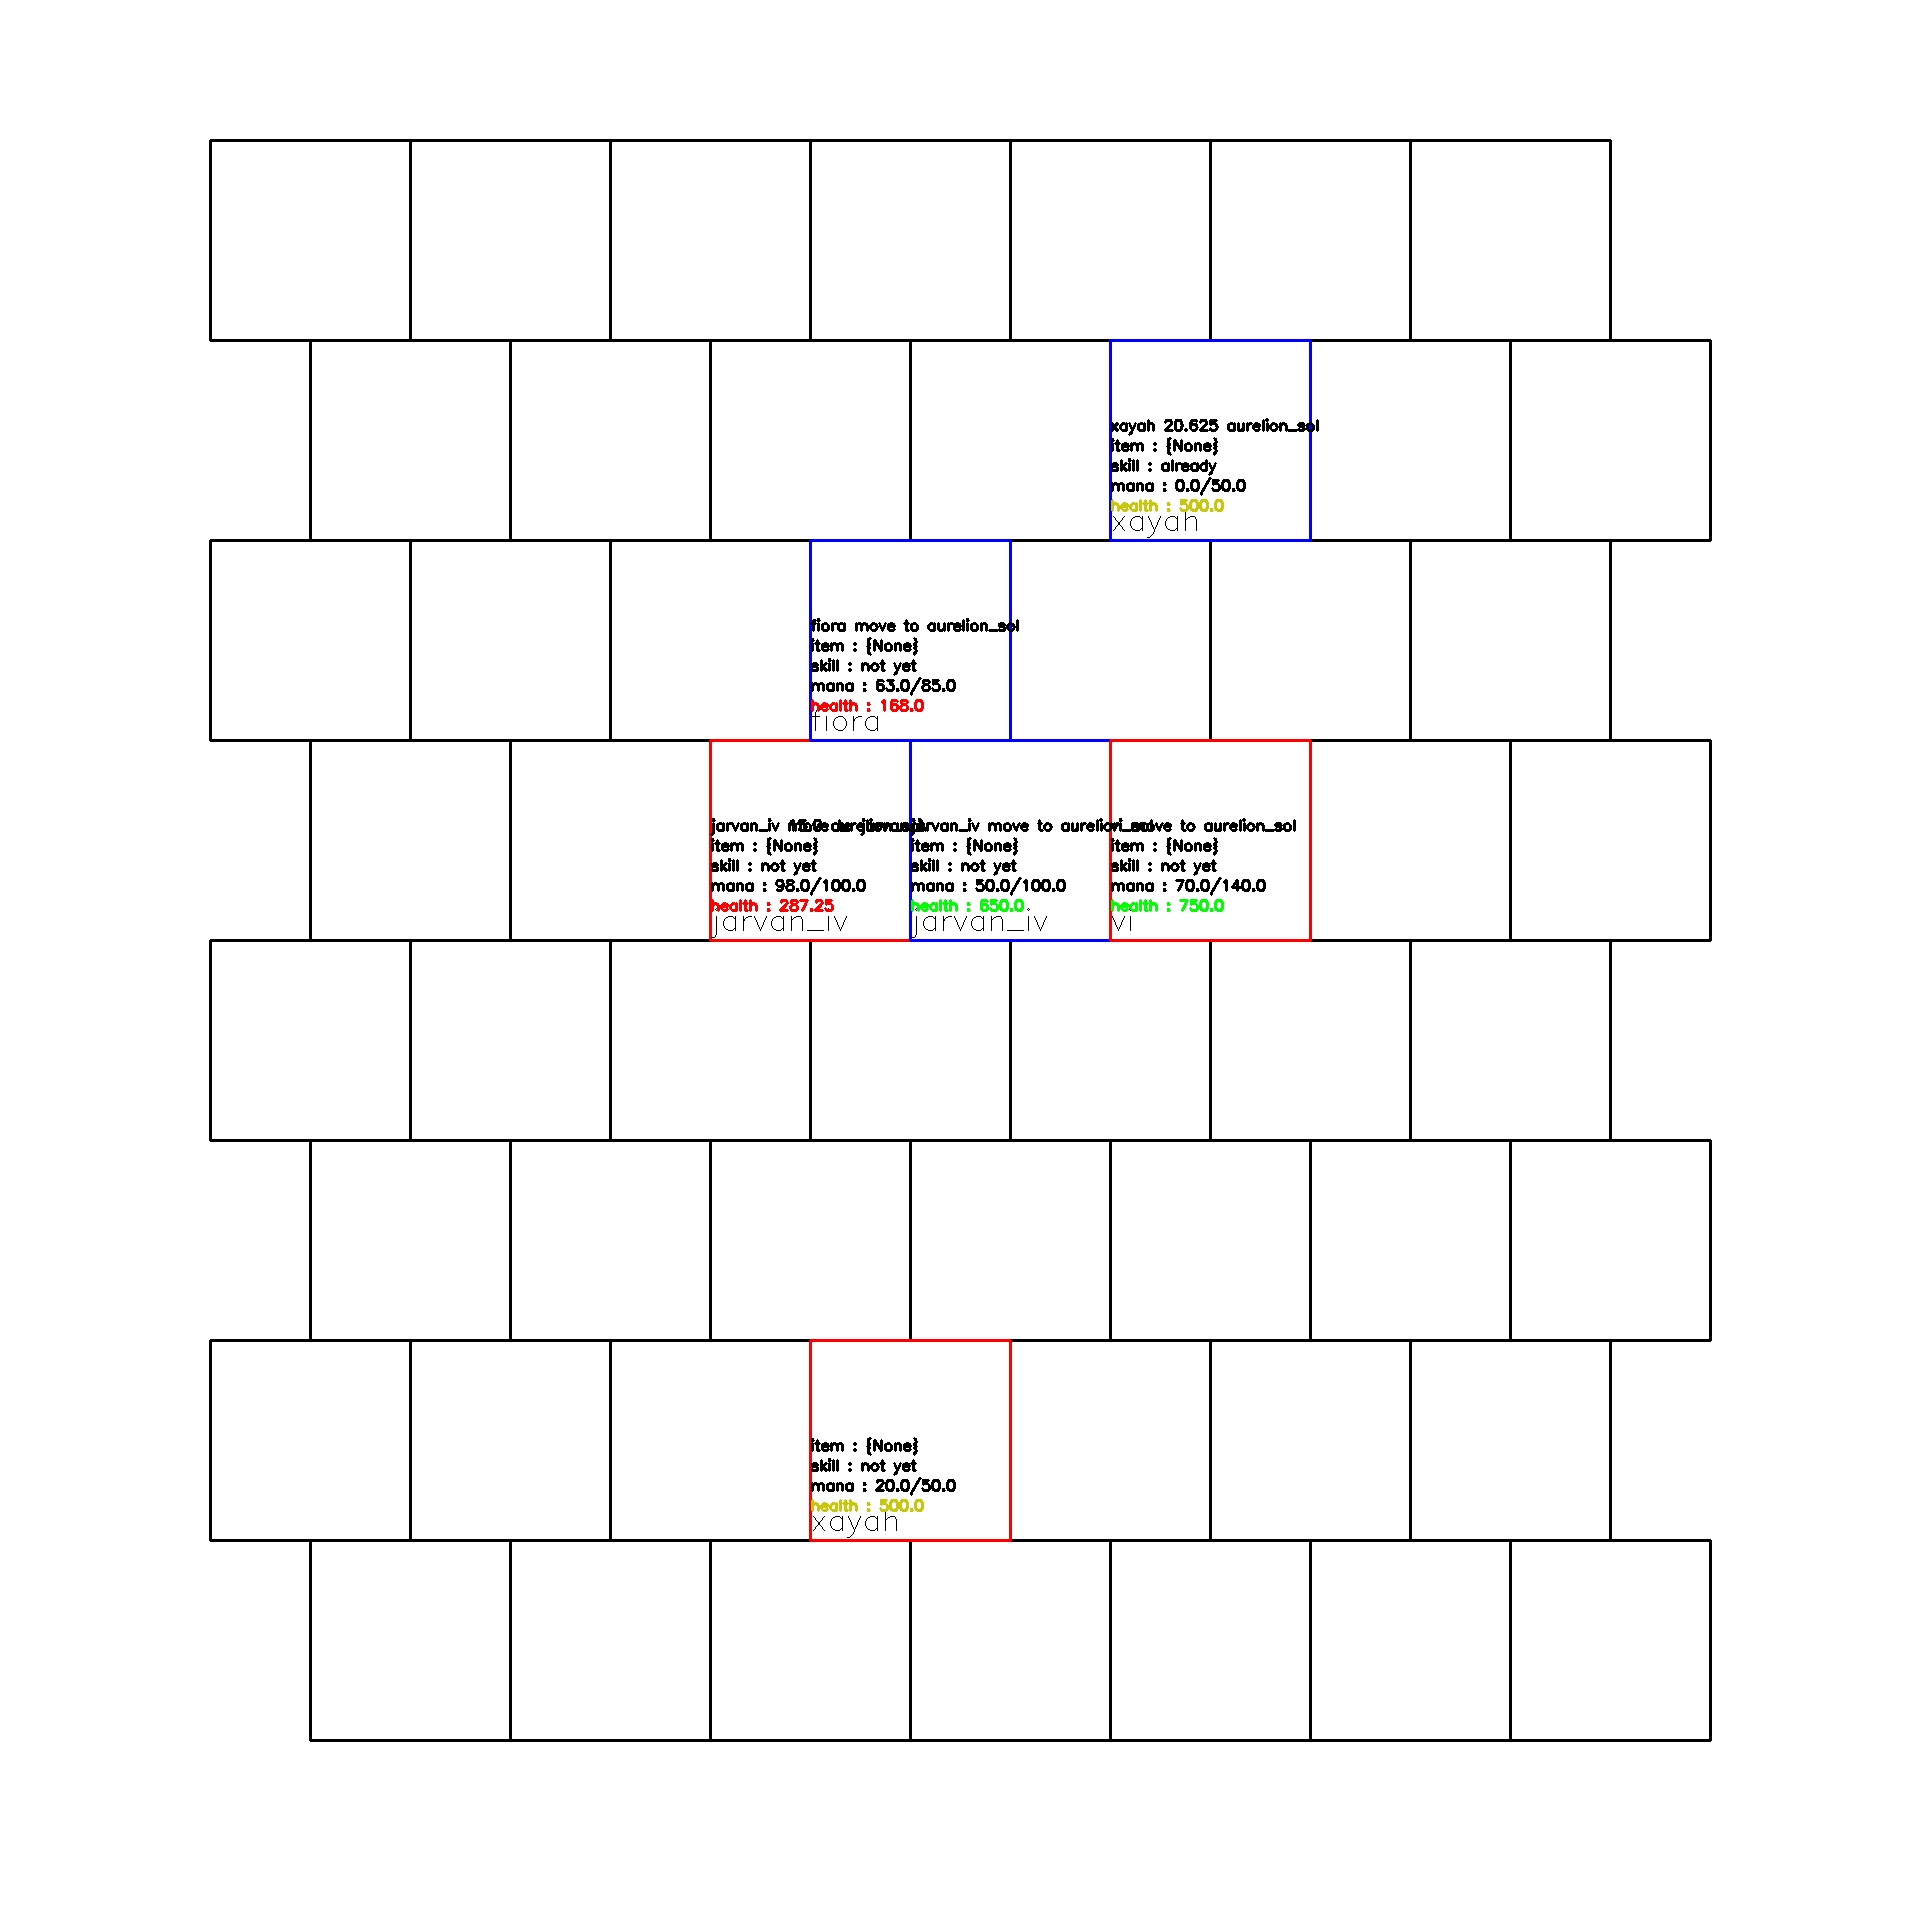 xayah 20.625 aurelion_sol
item : {None}
skill : already
mana : 0.0/50.0
health : 500.0
xayah
fiora move to aurelion_sol
item : {None}
skill : not yet
mana : 63.0/85.0
health : 168.0
fiora
jarvan_iv
item : {None}
skill : not yet
mana : 98.0/100.0
health : 287.25
jarvan_iv
jarvan_iv move to aurelion_sol
item : {None}
skill : not yet
mana : 50.0/100.0
health : 650.0
jarvan_iv
vi move to aurelion_sol
item : {None}
skill : not yet
mana : 70.0/140.0
health : 750.0
vi
item : {None}
skill : not yet
mana : 20.0/50.0
health : 500.0
xayah